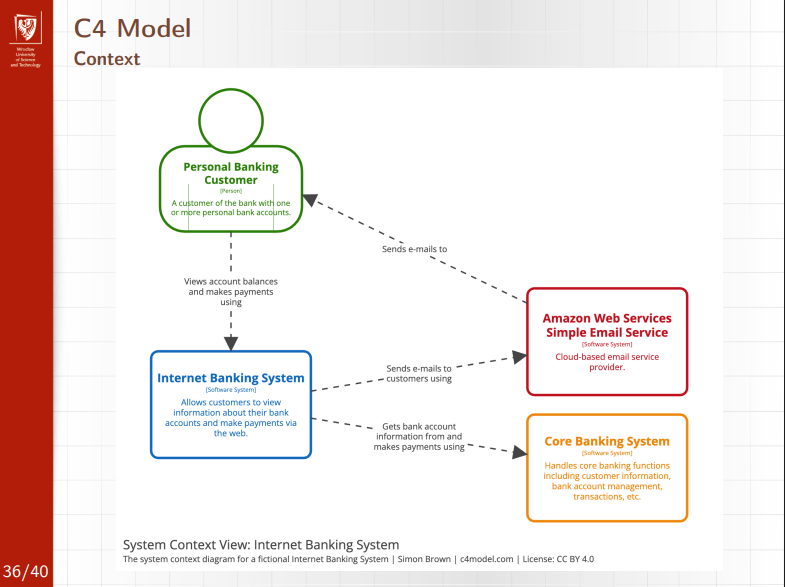 Wrocław
University
of Science
and Technology
C4 Model
Context
Personal Banking
Customer
[Person]
A customer of the bank with one
or more personal bank accounts.
Sends e-mails to
Views account balances
and makes payments
using
Amazon Web Services
Simple Email Service
[Software System]
Cloud-based email service
provider.
Internet Banking System
[Software System]
Allows customers to view
information about their bank
accounts and make payments via
the web.
Sends e-mails to
customers using
Gets bank account
information from and
makes payments using
Core Banking System
[Software System]
Handles core banking functions
including customer information,
bank account management,
transactions, etc.
System Context View: Internet Banking System
The system context diagram for a fictional Internet Banking System | Simon Brown | c4model.com | License: CC BY 4.0
36/40